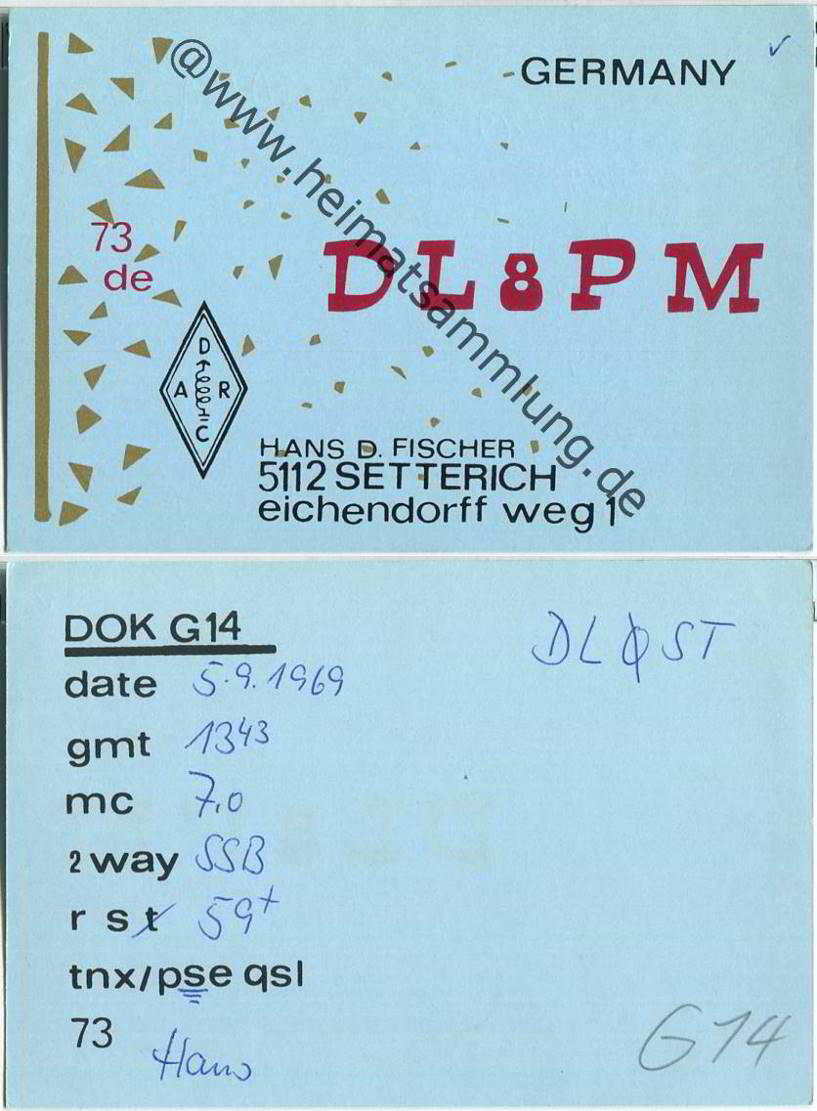 GERMANY
@www.heimatsammlung.de
73
de
DL8PM
D
A R
C
HANS D. FISCHER
5112 SETTERICH
eichendorff weg 1
DOK G14
DLØST
date 5.9.1969
gmt 1343
mc 7,0
2 way SSB
r s t 59+
tnx/pse qsl
73
Hans
G14